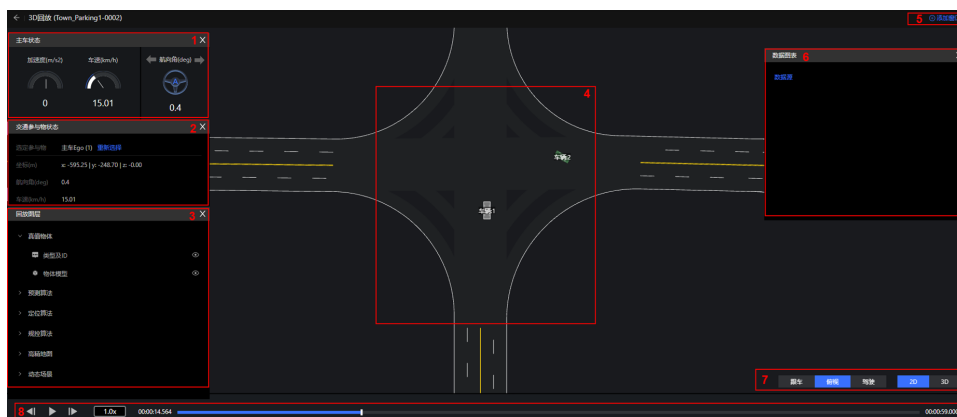 ← 3D回放 (Town_Parking1-0002)
5
添加窗口
主车状态 1 X
加速度(m/s2) 车速(km/h) 航向角(deg)
0 15.01 0.4
交通参与物状态 2 X
选定参与物 主车Ego (1) 重新选择
坐标(m) x: -595.25 | y: -248.70 | z: -0.00
航向角(deg) 0.4
车速(km/h) 15.01
回放图层 3 X
真值物体
类型及ID
物体模型
预测算法
定位算法
规控算法
高精地图
动态场景
4
车辆:2
车辆:1
数据图表 6
数据源
7 跟车 俯视 驾驶 2D 3D
8 1.0x 00:00:14.564 00:00:59.000